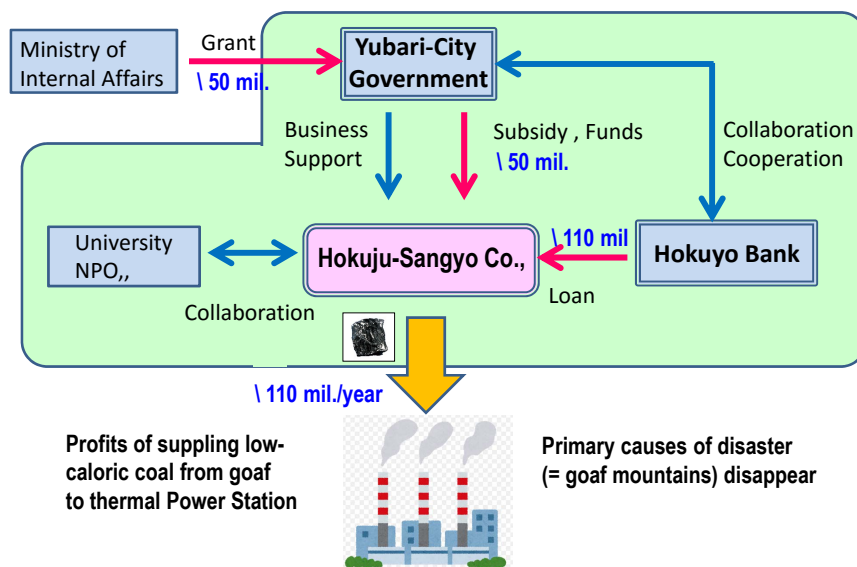 Ministry of
Internal Affairs
Grant
\ 50 mil.
Yubari-City
Government
Business
Support
Subsidy , Funds
\ 50 mil.
Collaboration
Cooperation
University
NPO,,
Collaboration
Hokuju-Sangyo Co.,
\ 110 mil
Loan
Hokuyo Bank
\ 110 mil./year
Profits of suppling low-
caloric coal from goaf
to thermal Power Station
Primary causes of disaster
(= goaf mountains) disappear